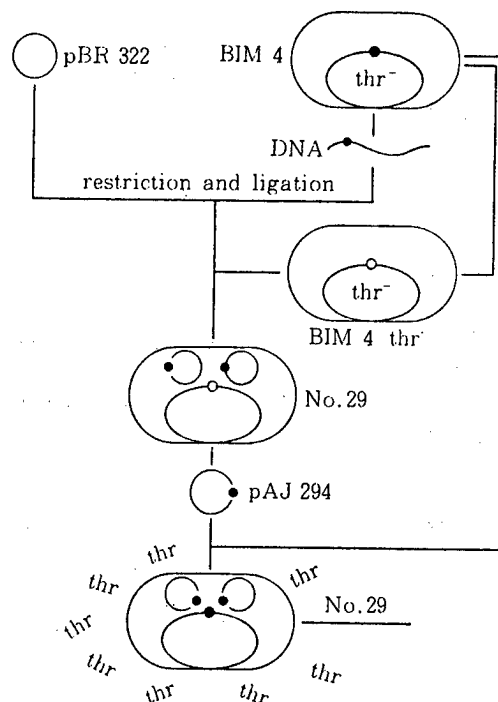 pBR 322
BIM 4
thr⁻
DNA
restriction and ligation
thr⁻
BIM 4 thr⁻
No.29
pAJ 294
thr
thr
thr
thr
No.29
thr
thr
thr
thr